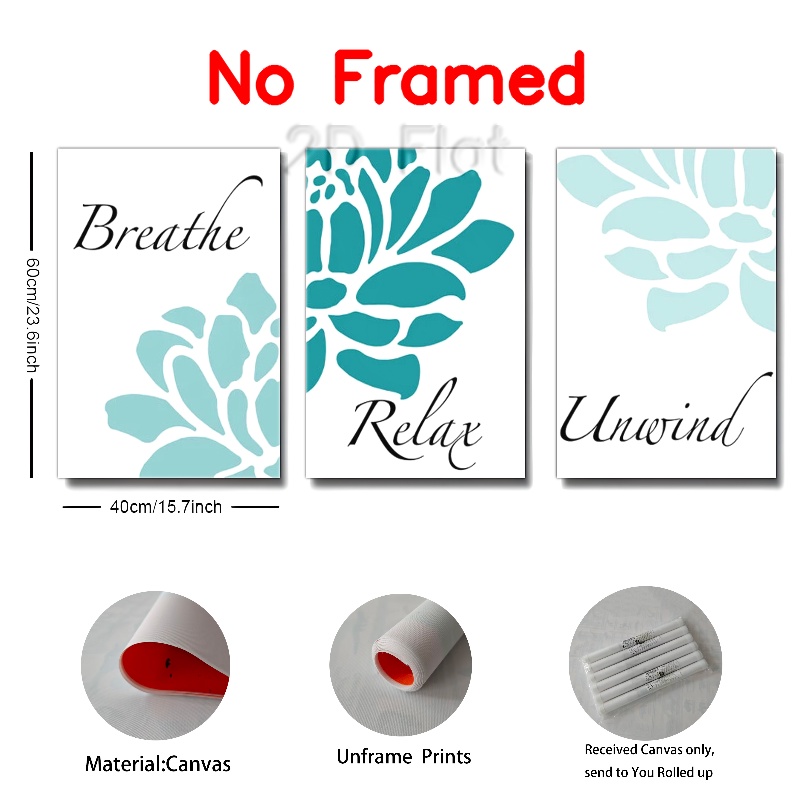 No Framed
2D Flat
Breathe
Relax
Unwind
60cm/23.6inch
40cm/15.7inch
Material:Canvas
Unframe Prints
Received Canvas only,
send to You Rolled up